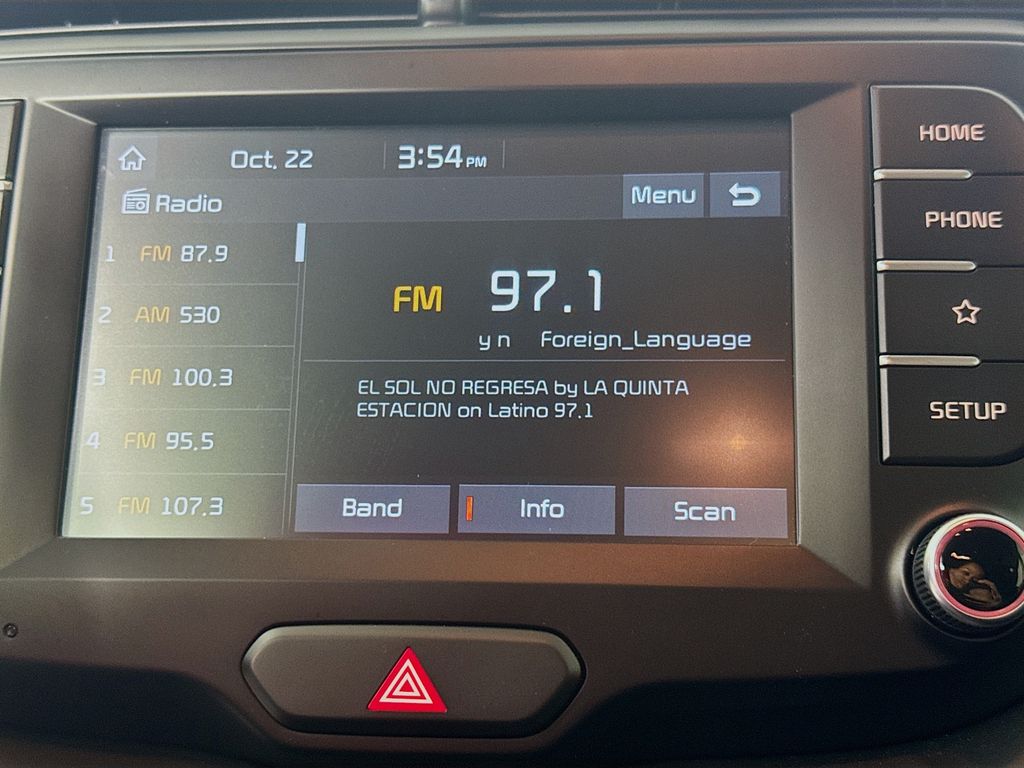 Oct. 22 3:54 PM
Radio Menu
1 FM 87.9
2 AM 530
3 FM 100.3
4 FM 95.5
5 FM 107.3
FM 97.1
y n Foreign_Language
EL SOL NO REGRESA by LA QUINTA
ESTACION on Latino 97.1
Band Info Scan
HOME
PHONE
SETUP